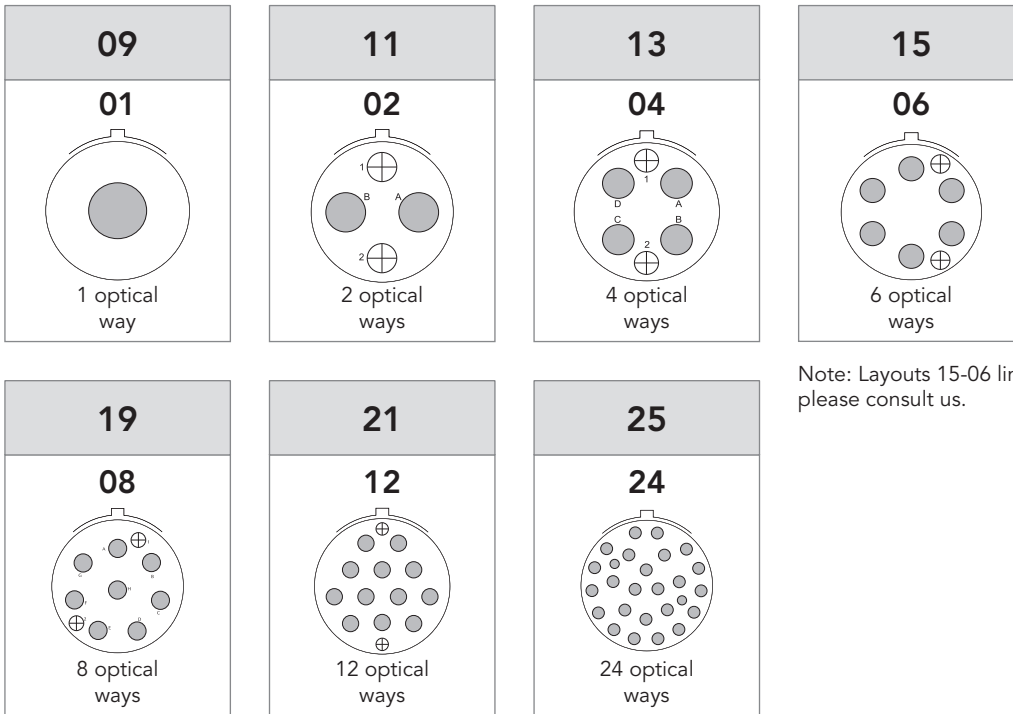 09
01
1 optical
way
11
02
1
B
A
2
2 optical
ways
13
04
1
D
A
C
B
2
4 optical
ways
15
06
6 optical
ways
Note: Layouts 15-06
please consult us.
19
08
A
1
G
B
H
F
C
2
E
D
8 optical
ways
21
12
12 optical
ways
25
24
24 optical
ways